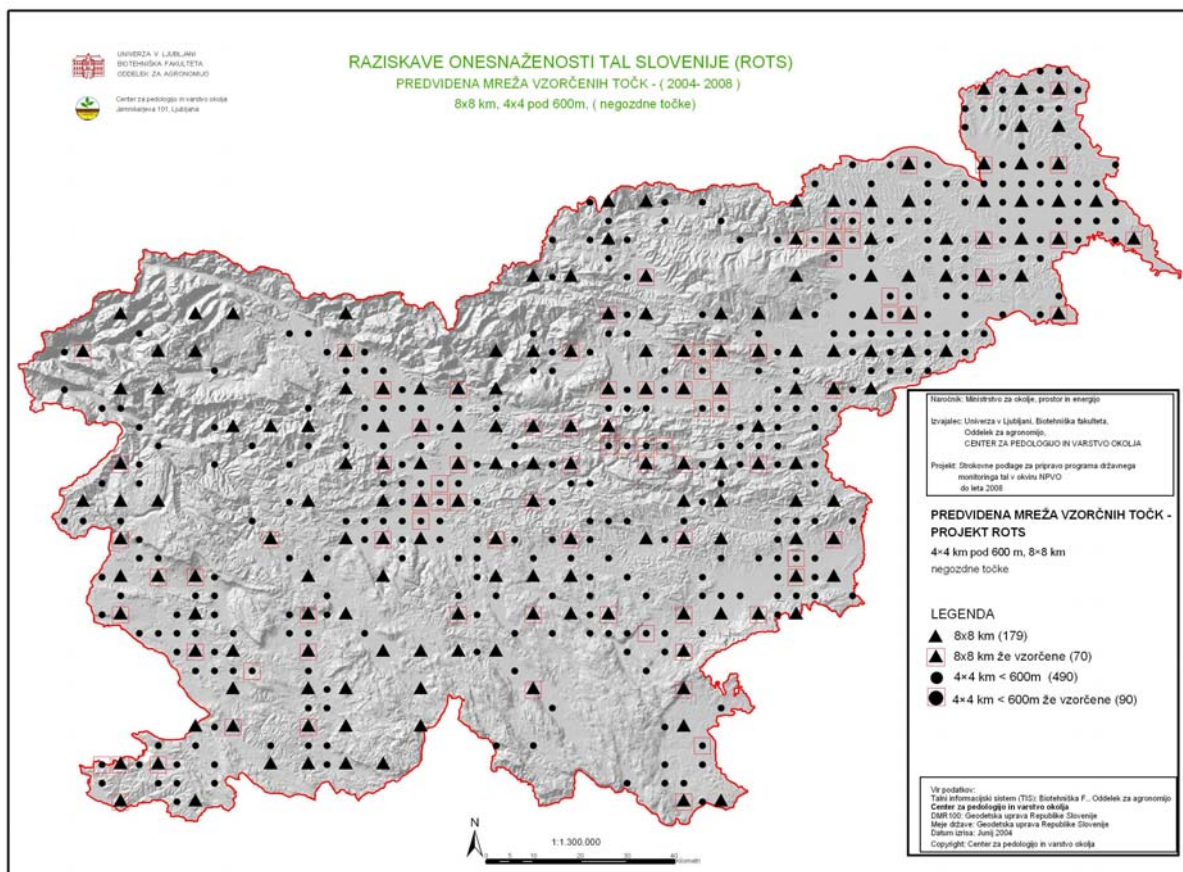 UNIVERZA V LJUBLJANI
BIOTEHNIŠKA FAKULTETA
ODDELEK ZA AGRONOMIJO
Center za pedologijo in varstvo okolja
Jamnikarjeva 101, Ljubljana
RAZISKAVE ONESNAŽENOSTI TAL SLOVENIJE (ROTS)
PREDVIDENA MREŽA VZORČENIH TOČK - ( 2004- 2008 )
8x8 km, 4x4 pod 600m, ( negozdne točke)
Naročnik: Ministrstvo za okolje, prostor in energijo
Izvajalec: Univerza v Ljubljani, Biotehniška fakulteta,
Oddelek za agronomijo,
CENTER ZA PEDOLOGIJO IN VARSTVO OKOLJA
Projekt: Strokovne podlage za pripravo programa državnega
monitoringa tal v okviru NPVO
do leta 2008
PREDVIDENA MREŽA VZORČNIH TOČK -
PROJEKT ROTS
4×4 km pod 600 m, 8×8 km
negozdne točke
LEGENDA
8x8 km (179)
8x8 km že vzorčene (70)
4×4 km < 600m (490)
4×4 km < 600m že vzorčene (90)
Vir podatkov:
Talni informacijski sistem (TIS): Biotehniška F., Oddelek za agronomijo
Center za pedologijo in varstvo okolja
DMR100: Geodetska uprava Republike Slovenije
Meje države: Geodetska uprava Republike Slovenije
Datum izrisa: Junij 2004
Copyright: Center za pedologijo in varstvo okolja
N
1:1.300.000
0 5 10 20 30 40